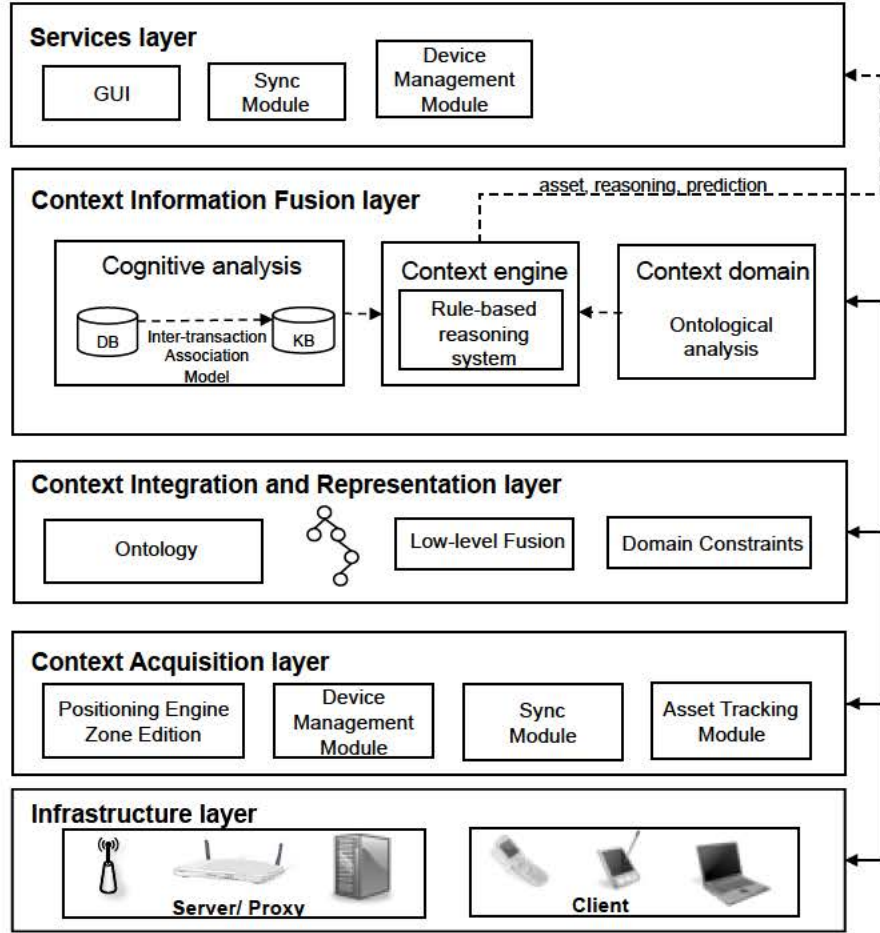 Services layer
GUI
Sync
Module
Device
Management
Module
Context Information Fusion layer
asset, reasoning, prediction
Cognitive analysis
DB
Inter-transaction
Association
Model
KB
Context engine
Rule-based
reasoning
system
Context domain
Ontological
analysis
Context Integration and Representation layer
Ontology
Low-level Fusion
Domain Constraints
Context Acquisition layer
Positioning Engine
Zone Edition
Device
Management
Module
Sync
Module
Asset Tracking
Module
Infrastructure layer
Server/ Proxy
Client